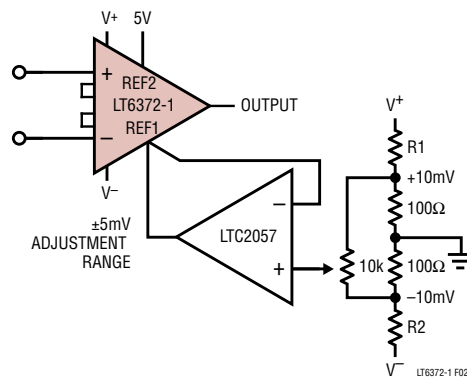 V+ 5V
+ REF2
LT6372-1
− REF1
OUTPUT
V−
±5mV
ADJUSTMENT
RANGE
−
LTC2057
+
V+
R1
+10mV
100Ω
10k
100Ω
−10mV
R2
V−
LT6372-1 F02